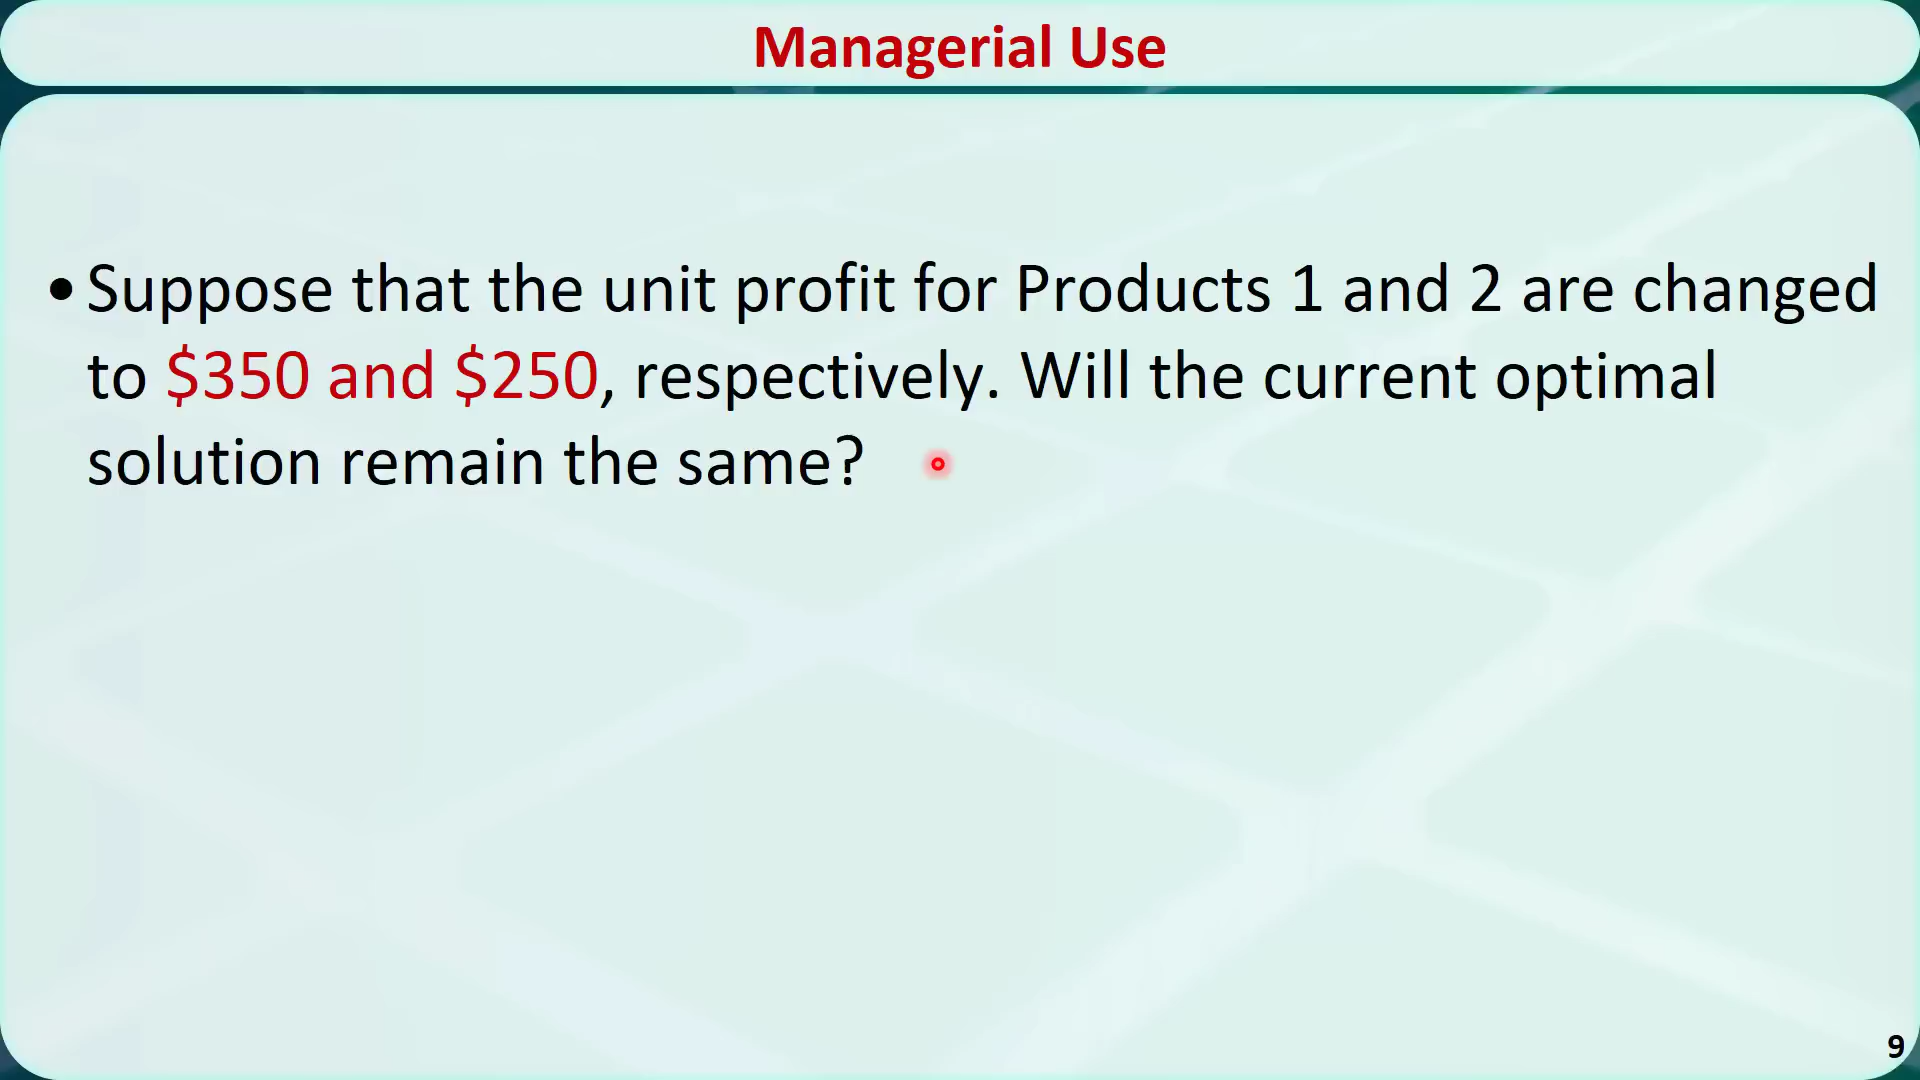 Managerial Use
• Suppose that the unit profit for Products 1 and 2 are changed
to $350 and $250, respectively. Will the current optimal
solution remain the same?
9